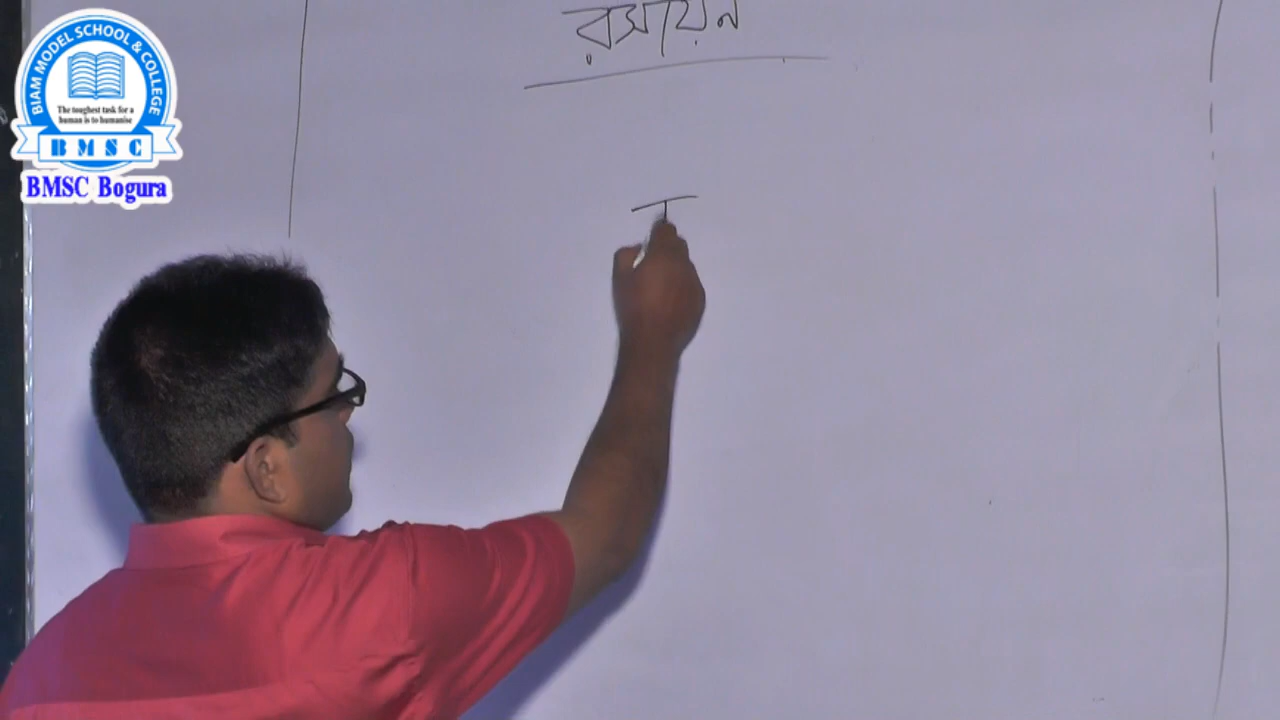 BIAM MODEL SCHOOL & COLLEGE
The toughest task for a
human is to humanise
B M S C
BMSC Bogura
রসায়ন